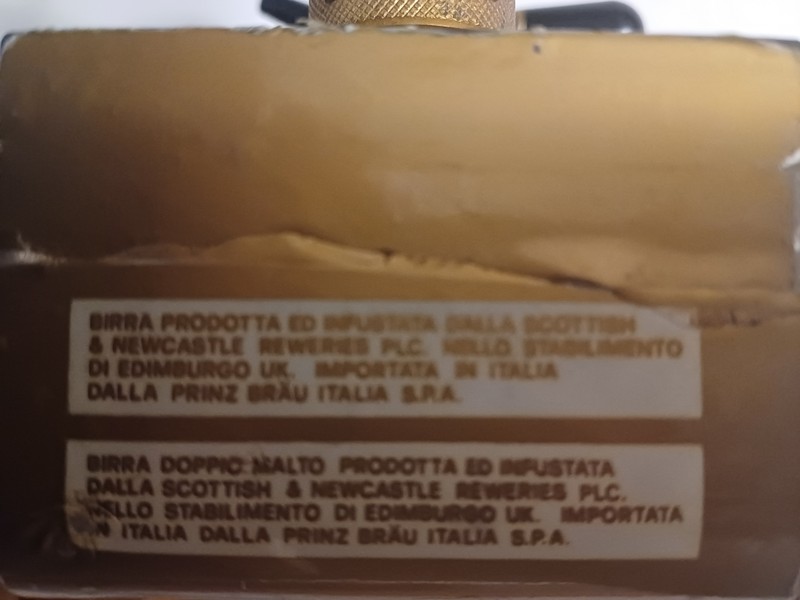 BIRRA PRODOTTA ED INFUSTATA DALLA SCOTTISH
& NEWCASTLE REWERIES PLC. NELLO STABILIMENTO
DI EDIMBURGO UK. IMPORTATA IN ITALIA
DALLA PRINZ BRÄU ITALIA S.P.A.
BIRRA DOPPIO MALTO PRODOTTA ED INFUSTATA
DALLA SCOTTISH & NEWCASTLE REWERIES PLC.
NELLO STABILIMENTO DI EDIMBURGO UK. IMPORTATA
IN ITALIA DALLA PRINZ BRÄU ITALIA S.P.A.